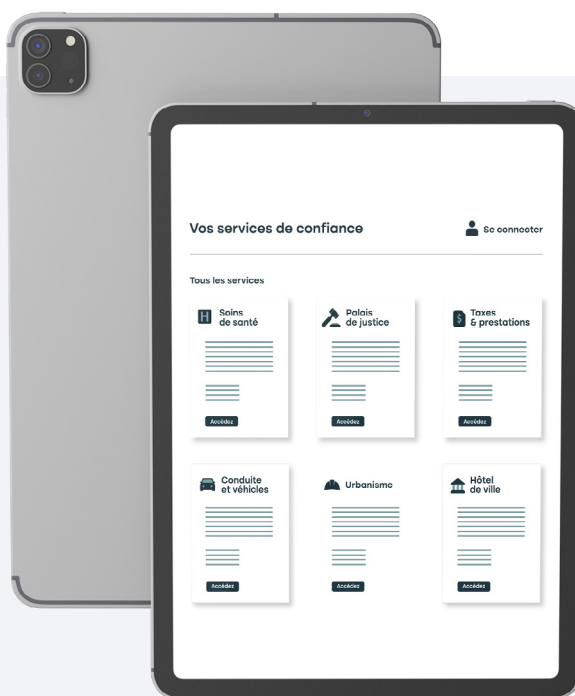 Vos services de confiance
Se connecter
Tous les services
Soins
de santé
Palais
de justice
Taxes
& prestations
Accédez
Accédez
Accédez
Conduite
et véhicules
Urbanisme
Hôtel
de ville
Accédez
Accédez
Accédez